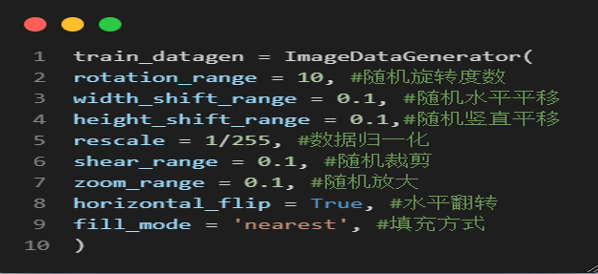 1 train_datagen = ImageDataGenerator(
2 rotation_range = 10, #随机旋转度数
3 width_shift_range = 0.1, #随机水平平移
4 height_shift_range = 0.1,#随机竖直平移
5 rescale = 1/255, #数据归一化
6 shear_range = 0.1, #随机裁剪
7 zoom_range = 0.1, #随机放大
8 horizontal_flip = True, #水平翻转
9 fill_mode = 'nearest', #填充方式
10 )